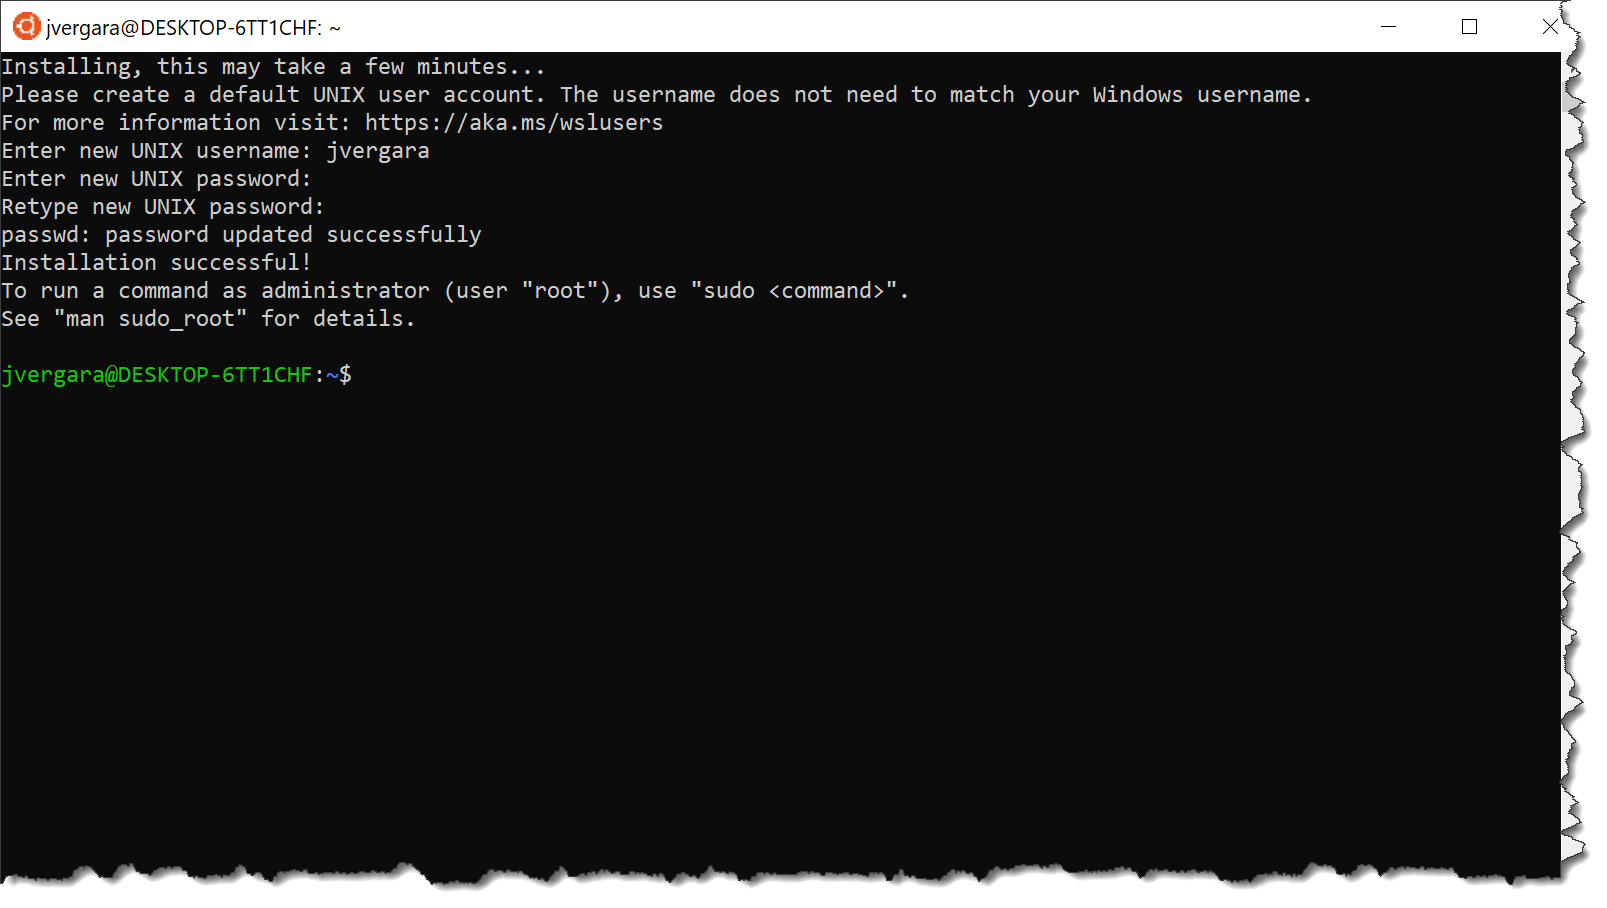 jvergara@DESKTOP-6TT1CHF: ~
Installing, this may take a few minutes...
Please create a default UNIX user account. The username does not need to match your Windows username.
For more information visit: https://aka.ms/wslusers
Enter new UNIX username: jvergara
Enter new UNIX password:
Retype new UNIX password:
passwd: password updated successfully
Installation successful!
To run a command as administrator (user "root"), use "sudo <command>".
See "man sudo_root" for details.
jvergara@DESKTOP-6TT1CHF:~$